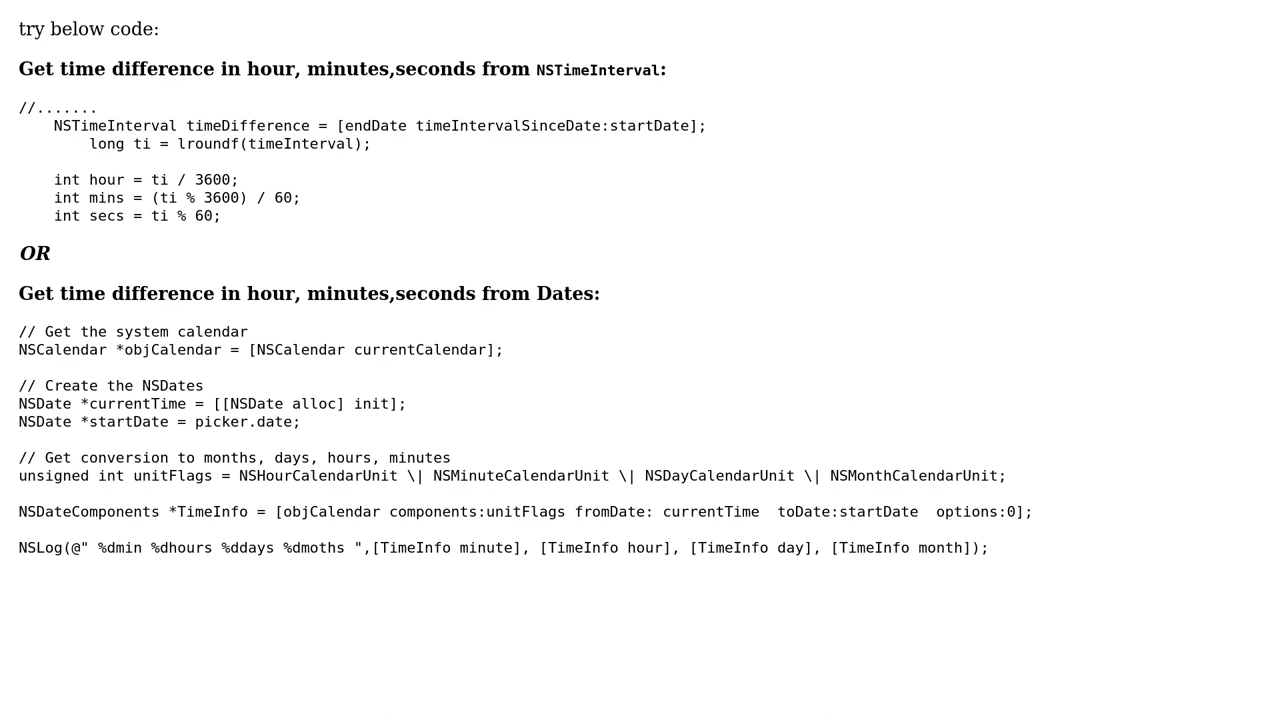 try below code:
Get time difference in hour, minutes,seconds from NSTimeInterval:
//.......
    NSTimeInterval timeDifference = [endDate timeIntervalSinceDate:startDate];
        long ti = lroundf(timeInterval);

    int hour = ti / 3600;
    int mins = (ti % 3600) / 60;
    int secs = ti % 60;
OR
Get time difference in hour, minutes,seconds from Dates:
// Get the system calendar
NSCalendar *objCalendar = [NSCalendar currentCalendar];

// Create the NSDates
NSDate *currentTime = [[NSDate alloc] init];
NSDate *startDate = picker.date;

// Get conversion to months, days, hours, minutes
unsigned int unitFlags = NSHourCalendarUnit \| NSMinuteCalendarUnit \| NSDayCalendarUnit \| NSMonthCalendarUnit;

NSDateComponents *TimeInfo = [objCalendar components:unitFlags fromDate: currentTime  toDate:startDate  options:0];

NSLog(@" %dmin %dhours %ddays %dmoths ",[TimeInfo minute], [TimeInfo hour], [TimeInfo day], [TimeInfo month]);